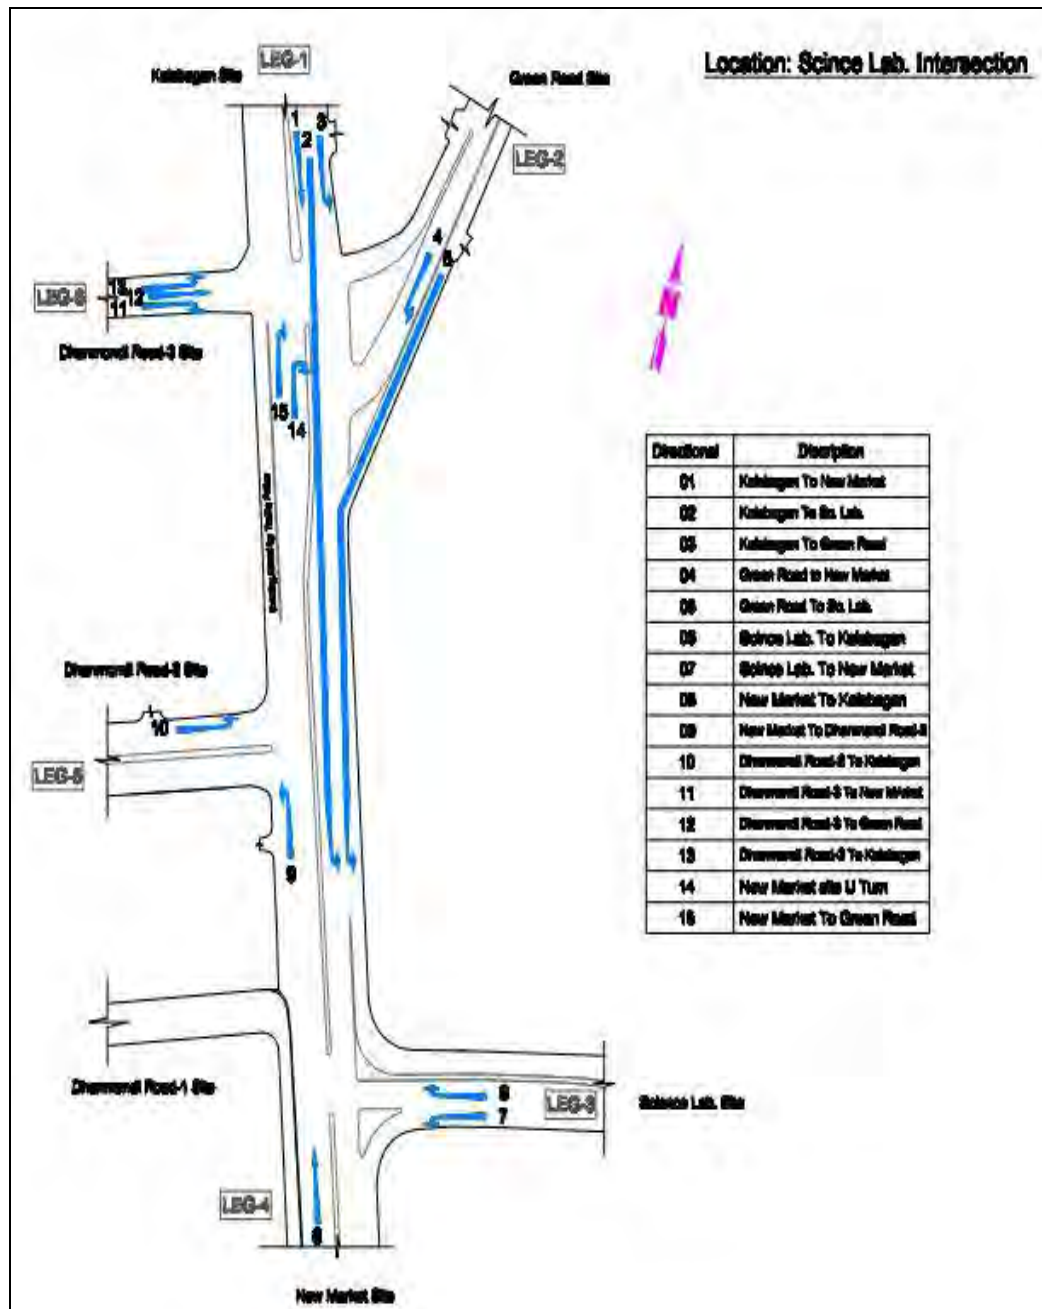 Location: Scince Lab. Intersection
LEG-1
Kalabagan Site
Green Road Site
LEG-2
1
2
3
4
5
LEG-6
13
12
11
Dhanmondi Road-3 Site
15
14
Dhanmondi Road-2 Site
10
LEG-5
9
Dhanmondi Road-1 Site
6
7
LEG-3
Science Lab. Site
LEG-4
8
New Market Site
N
Directional Discription
01 Kalabagan To New Market
02 Kalabagan To Sc. Lab.
03 Kalabagan To Green Road
04 Green Road to New Market
05 Green Road To Sc. Lab.
06 Scince Lab. To Kalabagan
07 Scince Lab. To New Market
08 New Market To Kalabagan
09 New Market To Dhanmondi Road-2
10 Dhanmondi Road-2 To Kalabagan
11 Dhanmondi Road-3 To New Market
12 Dhanmondi Road-3 To Green Road
13 Dhanmondi Road-3 To Kalabagan
14 New Market site U Turn
15 New Market To Green Road